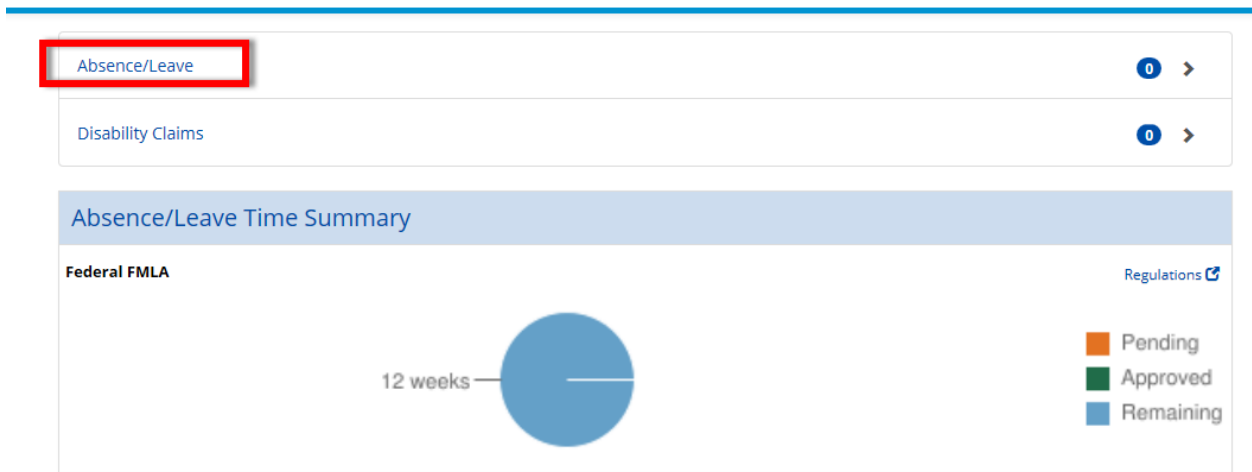 Absence/Leave 0
Disability Claims 0
Absence/Leave Time Summary
Federal FMLA Regulations
12 weeks
Pending
Approved
Remaining